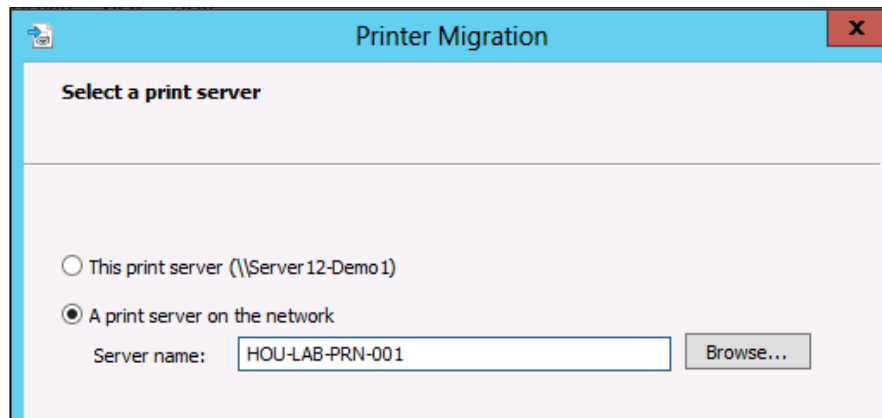 Printer Migration
x
Select a print server
This print server (\\Server12-Demo1)
A print server on the network
Server name: HOU-LAB-PRN-001 Browse...